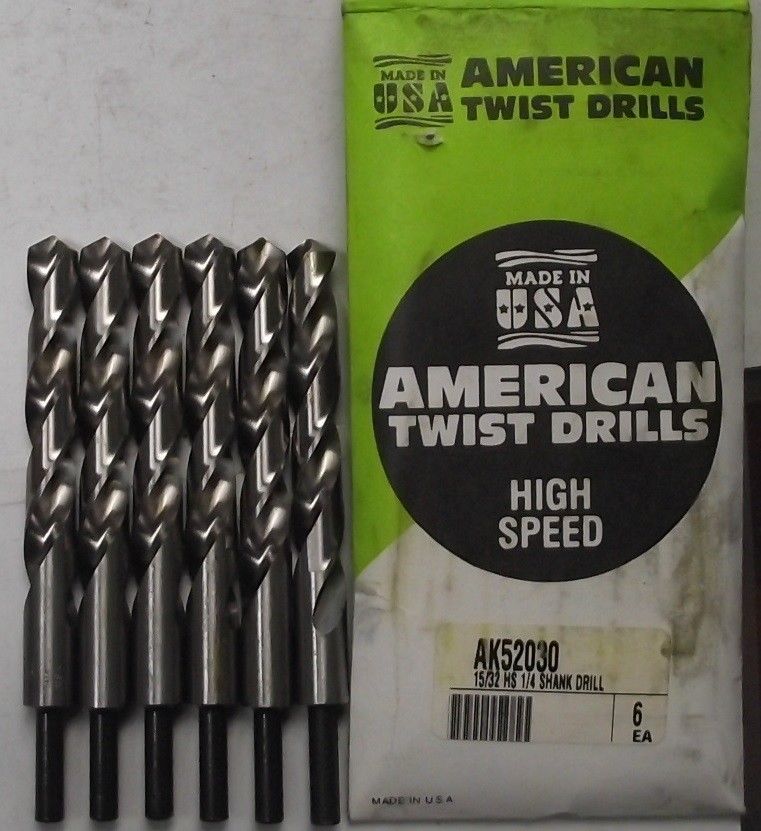 MADE IN
USA
AMERICAN
TWIST DRILLS
MADE IN
USA
AMERICAN
TWIST DRILLS
HIGH
SPEED
AK52030
15/32 HS 1/4 SHANK DRILL
6
EA
MADE IN U S A